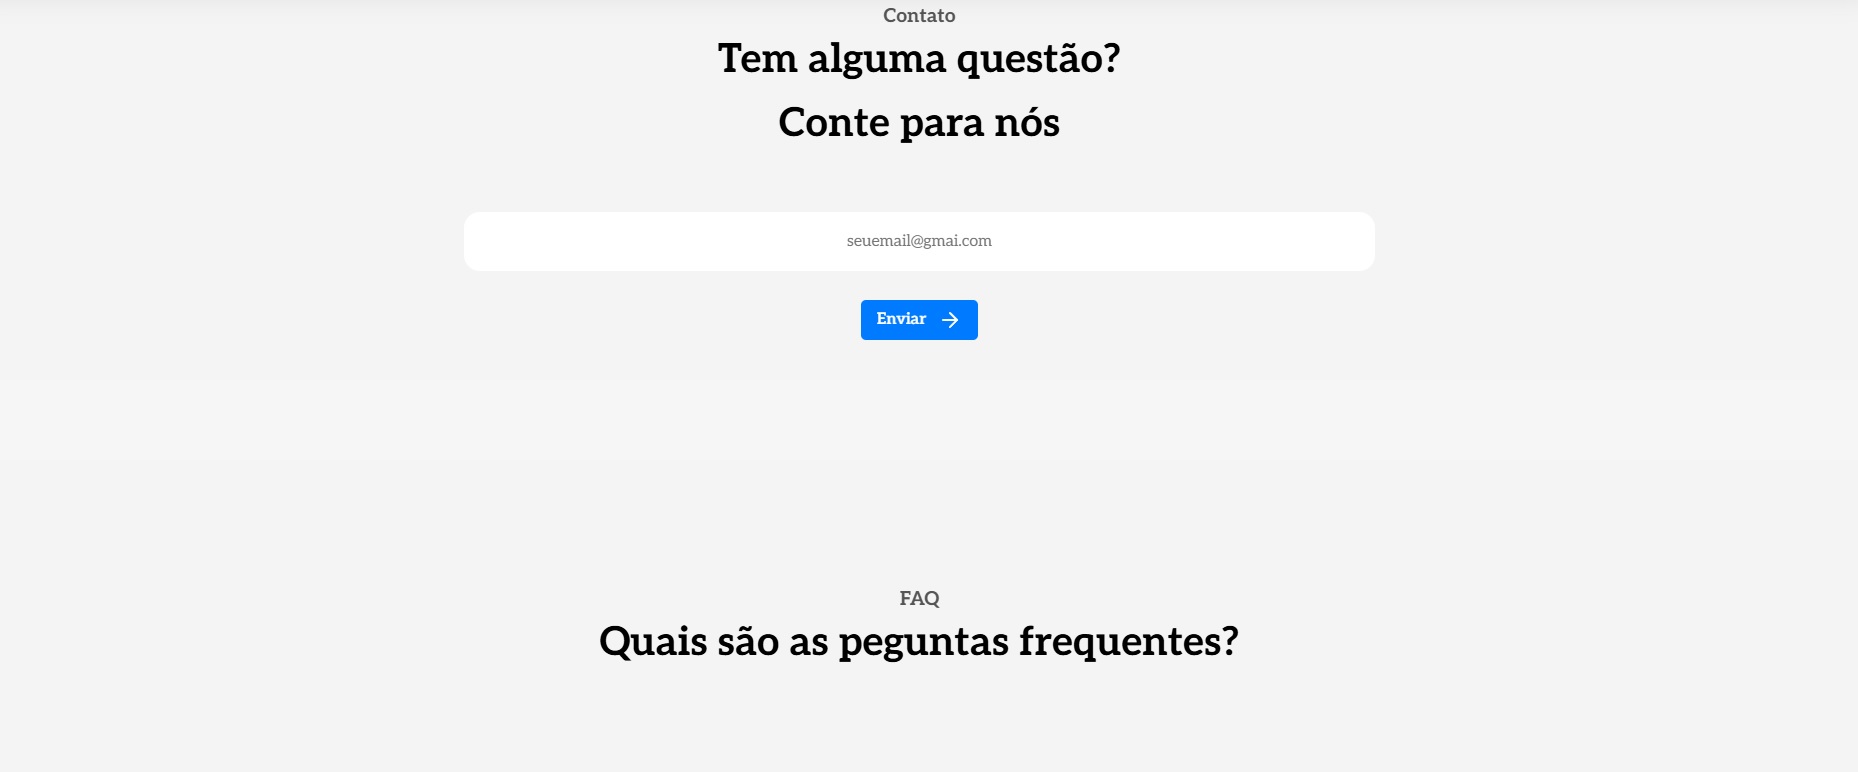 Contato
Tem alguma questão?
Conte para nós
seuemail@gmai.com
Enviar
FAQ
Quais são as peguntas frequentes?